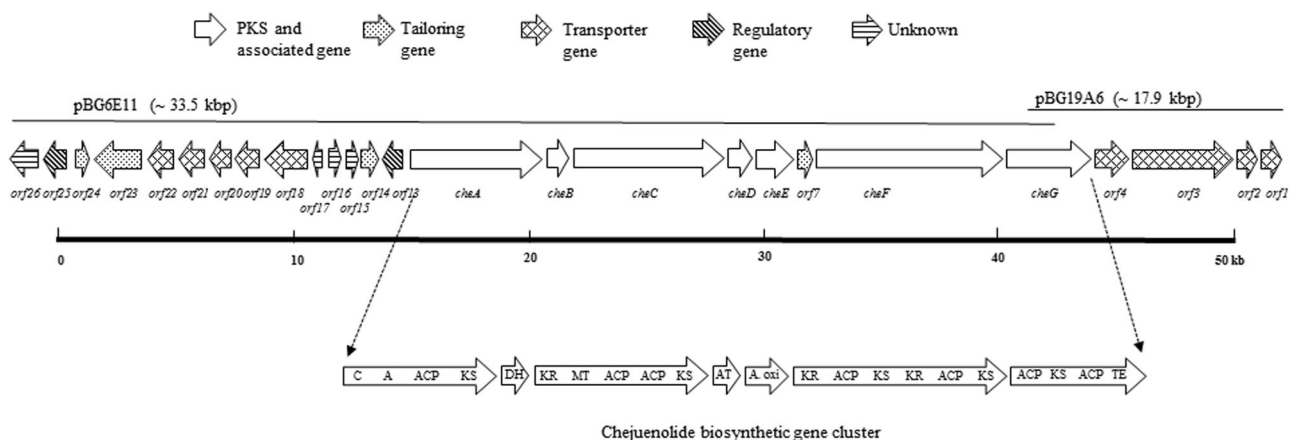 PKS and associated gene
Tailoring gene
Transporter gene
Regulatory gene
Unknown
pBG6E11 (~ 33.5 kbp)
pBG19A6 (~ 17.9 kbp)
orf26 orf25 orf24 orf23 orf22 orf21 orf20 orf19 orf18 orf17 orf16 orf15 orf14 orf13 cheA cheB cheC cheD cheE orf7 cheF cheG orf4 orf3 orf2 orf1
0 10 20 30 40 50 kb
C A ACP KS DH KR MT ACP ACP KS AT A. oxi KR ACP KS KR ACP KS ACP KS ACP TE
Chejuenolide biosynthetic gene cluster